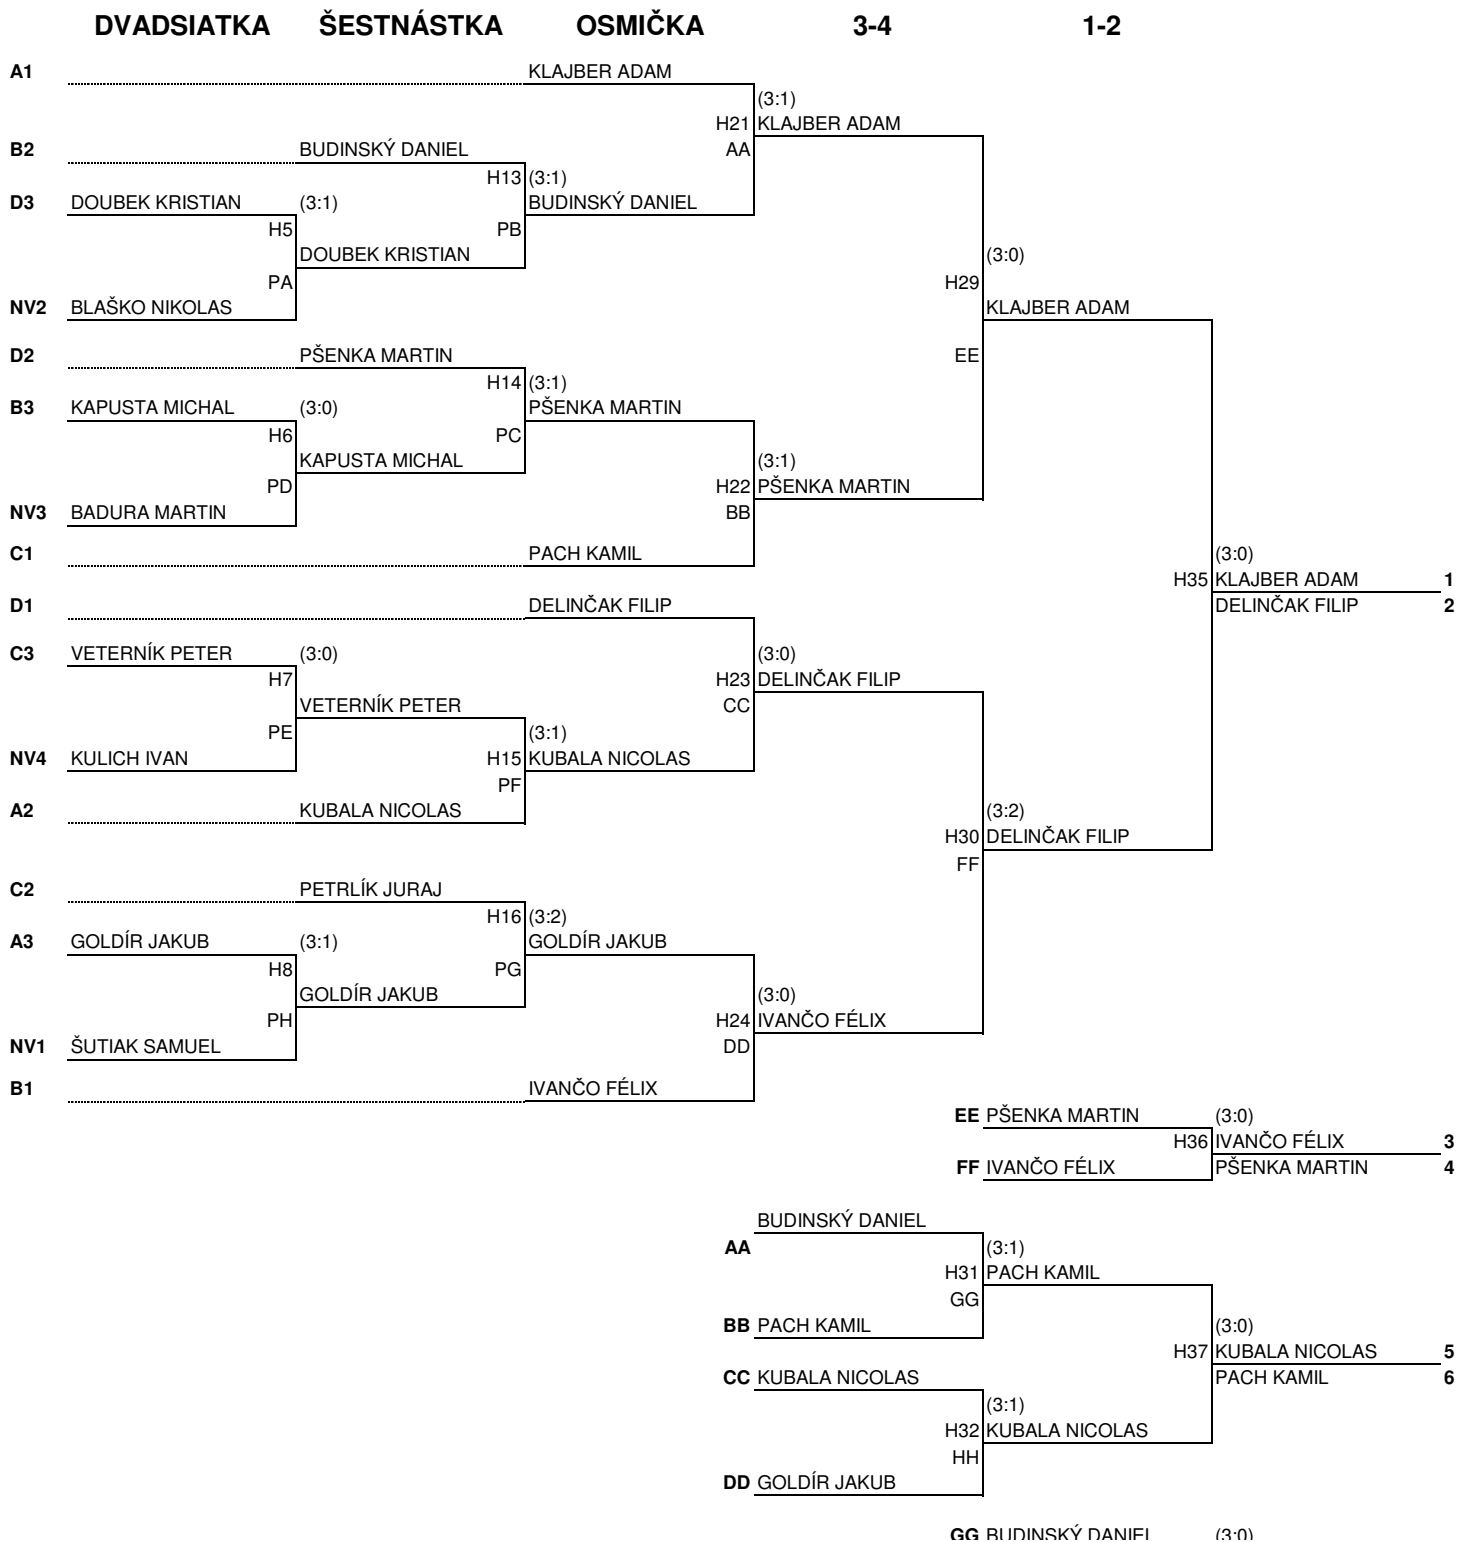 DVADSIATKA ŠESTNÁSTKA OSMIČKA 3-4 1-2
A1 KLAJBER ADAM
(3:1)
H21 KLAJBER ADAM
B2 BUDINSKÝ DANIEL AA
H13 (3:1)
D3 DOUBEK KRISTIAN (3:1) BUDINSKÝ DANIEL
H5 PB
DOUBEK KRISTIAN (3:0)
PA H29
NV2 BLAŠKO NIKOLAS KLAJBER ADAM
D2 PŠENKA MARTIN EE
H14 (3:1)
B3 KAPUSTA MICHAL (3:0) PŠENKA MARTIN
H6 PC
KAPUSTA MICHAL (3:1)
PD H22 PŠENKA MARTIN
NV3 BADURA MARTIN BB
C1 PACH KAMIL (3:0)
H35 KLAJBER ADAM 1
D1 DELINČAK FILIP DELINČAK FILIP 2
C3 VETERNÍK PETER (3:0) (3:0)
H7 H23 DELINČAK FILIP
VETERNÍK PETER CC
PE (3:1)
NV4 KULICH IVAN H15 KUBALA NICOLAS
PF
A2 KUBALA NICOLAS (3:2)
H30 DELINČAK FILIP
FF
C2 PETRLÍK JURAJ
H16 (3:2)
A3 GOLDÍR JAKUB (3:1) GOLDÍR JAKUB
H8 PG
GOLDÍR JAKUB (3:0)
PH H24 IVANČO FÉLIX
NV1 ŠUTIAK SAMUEL DD
B1 IVANČO FÉLIX
EE PŠENKA MARTIN (3:0)
H36 IVANČO FÉLIX 3
FF IVANČO FÉLIX PŠENKA MARTIN 4
BUDINSKÝ DANIEL
AA (3:1)
H31 PACH KAMIL
GG
BB PACH KAMIL (3:0)
H37 KUBALA NICOLAS 5
CC KUBALA NICOLAS PACH KAMIL 6
(3:1)
H32 KUBALA NICOLAS
HH
DD GOLDÍR JAKUB
GG BUDINSKÝ DANIEL (3:0)